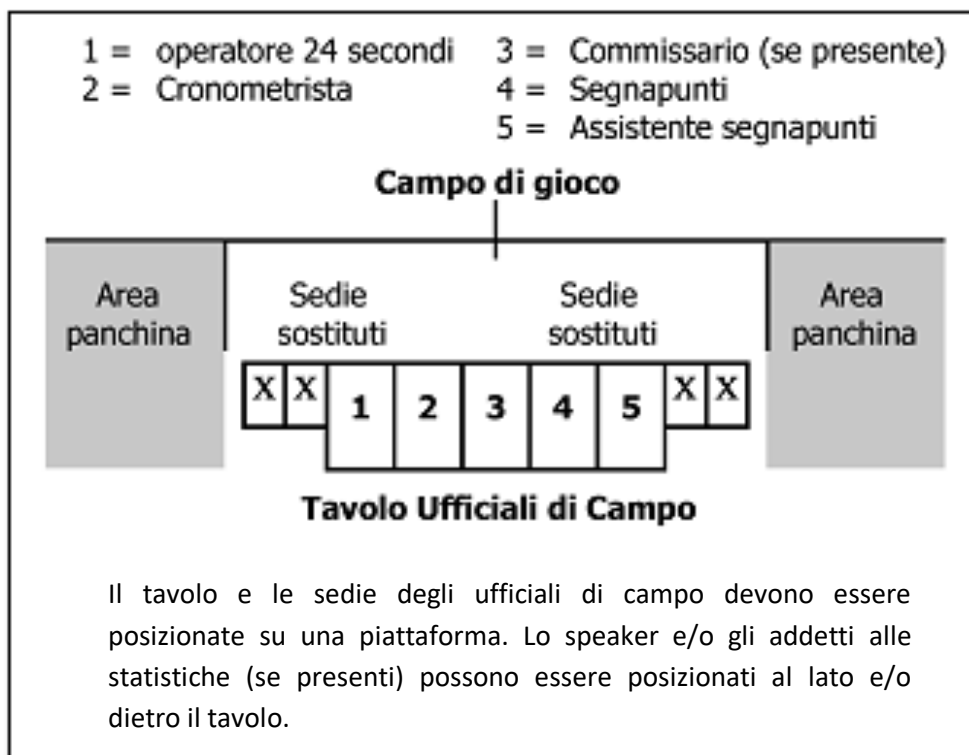 1 = operatore 24 secondi 3 = Commissario (se presente)
2 = Cronometrista 4 = Segnapunti
5 = Assistente segnapunti
Campo di gioco
Area panchina
Sedie sostituti
Sedie sostituti
Area panchina
X X 1 2 3 4 5 X X
Tavolo Ufficiali di Campo
Il tavolo e le sedie degli ufficiali di campo devono essere
posizionate su una piattaforma. Lo speaker e/o gli addetti alle
statistiche (se presenti) possono essere posizionati al lato e/o
dietro il tavolo.